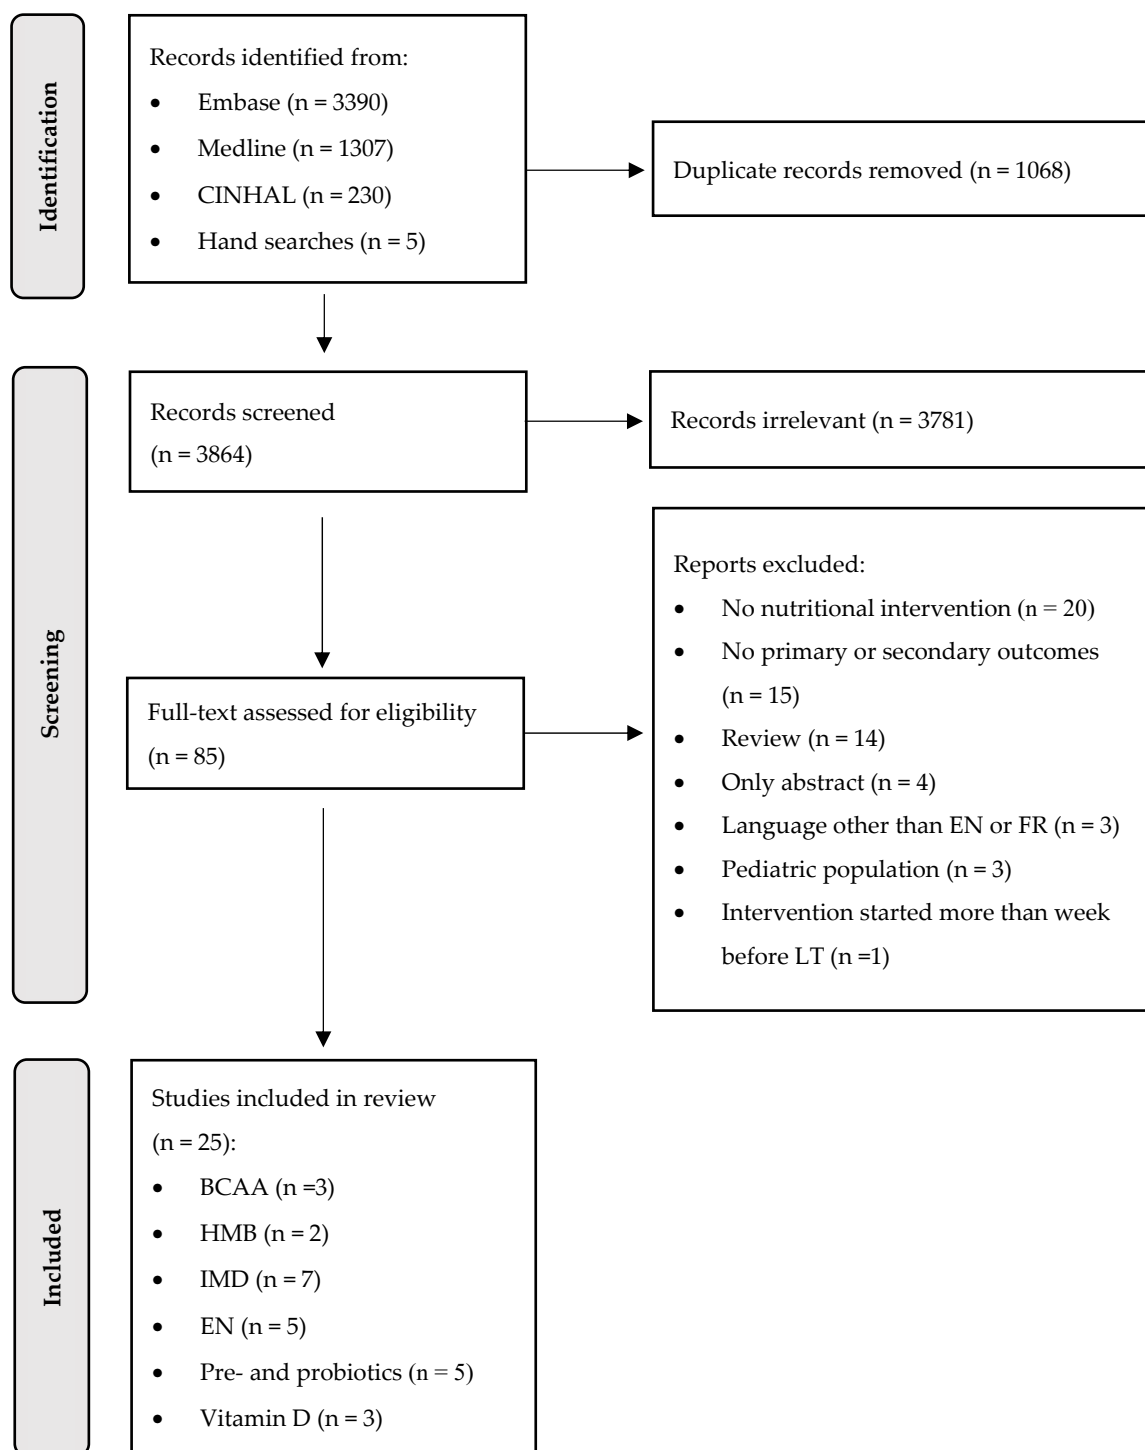 Identification
Records identified from:
• Embase (n = 3390)
• Medline (n = 1307)
• CINHAL (n = 230)
• Hand searches (n = 5)
Duplicate records removed (n = 1068)
Screening
Records screened
(n = 3864)
Records irrelevant (n = 3781)
Full-text assessed for eligibility
(n = 85)
Reports excluded:
• No nutritional intervention (n = 20)
• No primary or secondary outcomes
(n = 15)
• Review (n = 14)
• Only abstract (n = 4)
• Language other than EN or FR (n = 3)
• Pediatric population (n = 3)
• Intervention started more than week
before LT (n =1)
Included
Studies included in review
(n = 25):
• BCAA (n =3)
• HMB (n = 2)
• IMD (n = 7)
• EN (n = 5)
• Pre- and probiotics (n = 5)
• Vitamin D (n = 3)